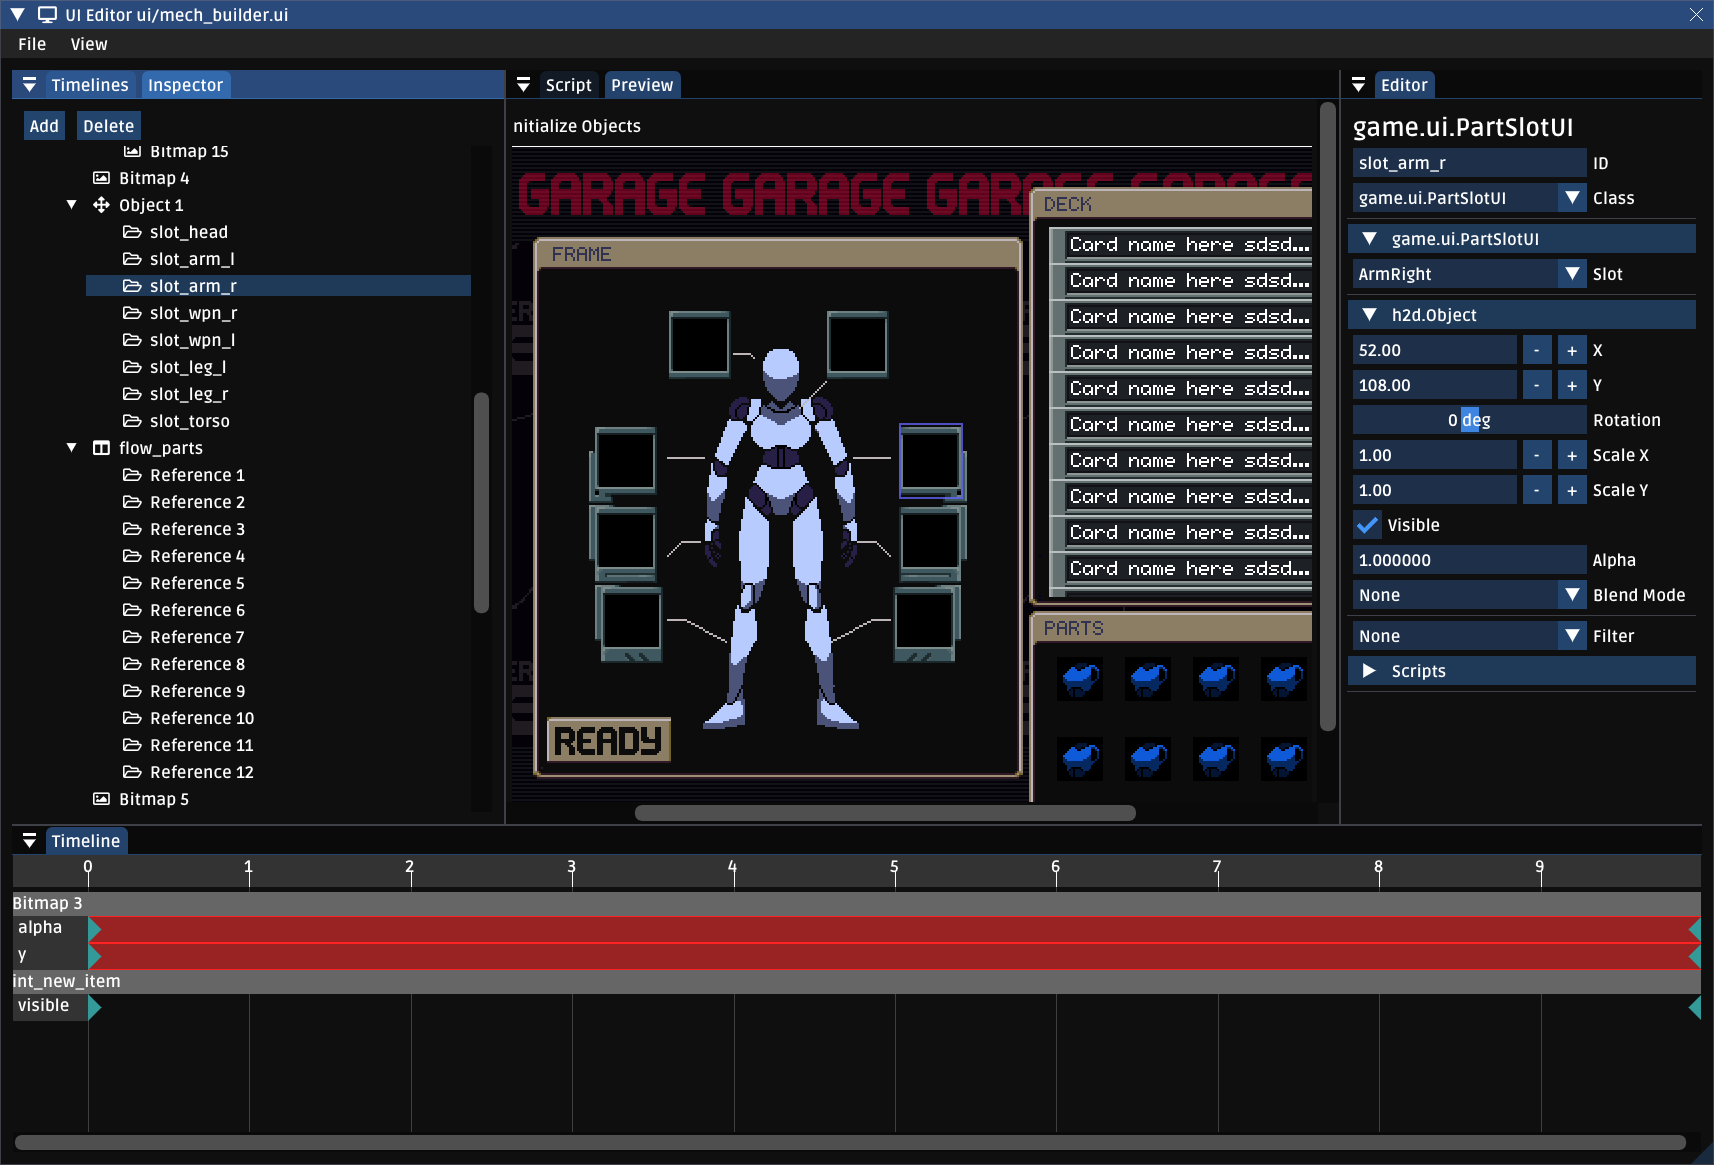 UI Editor ui/mech_builder.ui
File View
Timelines Inspector
Add Delete
Bitmap 15
Bitmap 4
Object 1
slot_head
slot_arm_l
slot_arm_r
slot_wpn_r
slot_wpn_l
slot_leg_l
slot_leg_r
slot_torso
flow_parts
Reference 1
Reference 2
Reference 3
Reference 4
Reference 5
Reference 6
Reference 7
Reference 8
Reference 9
Reference 10
Reference 11
Reference 12
Bitmap 5
Script Preview
nitialize Objects
GARAGE GARAGE GARAGE GARAGE
FRAME
READY
DECK
Card name here sdsd...
Card name here sdsd...
Card name here sdsd...
Card name here sdsd...
Card name here sdsd...
Card name here sdsd...
Card name here sdsd...
Card name here sdsd...
Card name here sdsd...
Card name here sdsd...
PARTS
Editor
game.ui.PartSlotUI
slot_arm_r ID
game.ui.PartSlotUI Class
game.ui.PartSlotUI
ArmRight Slot
h2d.Object
52.00 - + X
108.00 - + Y
0 deg Rotation
1.00 - + Scale X
1.00 - + Scale Y
Visible
1.000000 Alpha
None Blend Mode
None Filter
Scripts
Timeline
0 1 2 3 4 5 6 7 8 9
Bitmap 3
alpha
y
int_new_item
visible